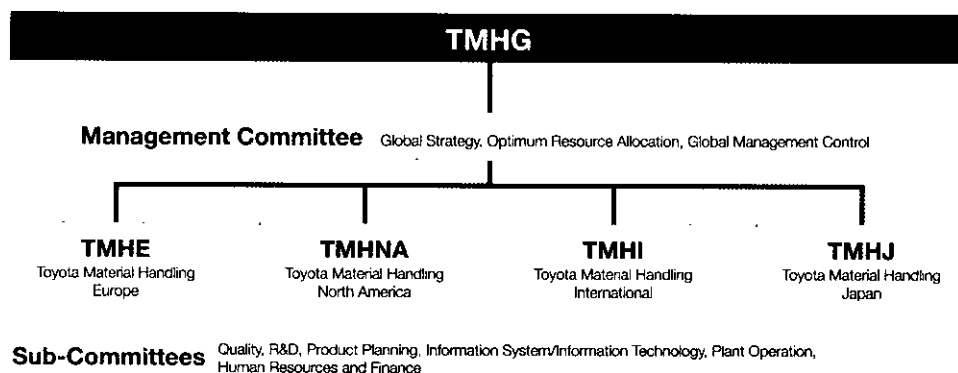 TMHG
Management Committee Global Strategy, Optimum Resource Allocation, Global Management Control
TMHE
Toyota Material Handling
Europe
TMHNA
Toyota Material Handling
North America
TMHI
Toyota Material Handling
International
TMHJ
Toyota Material Handling
Japan
Sub-Committees Quality, R&D, Product Planning, Information System/Information Technology, Plant Operation,
Human Resources and Finance